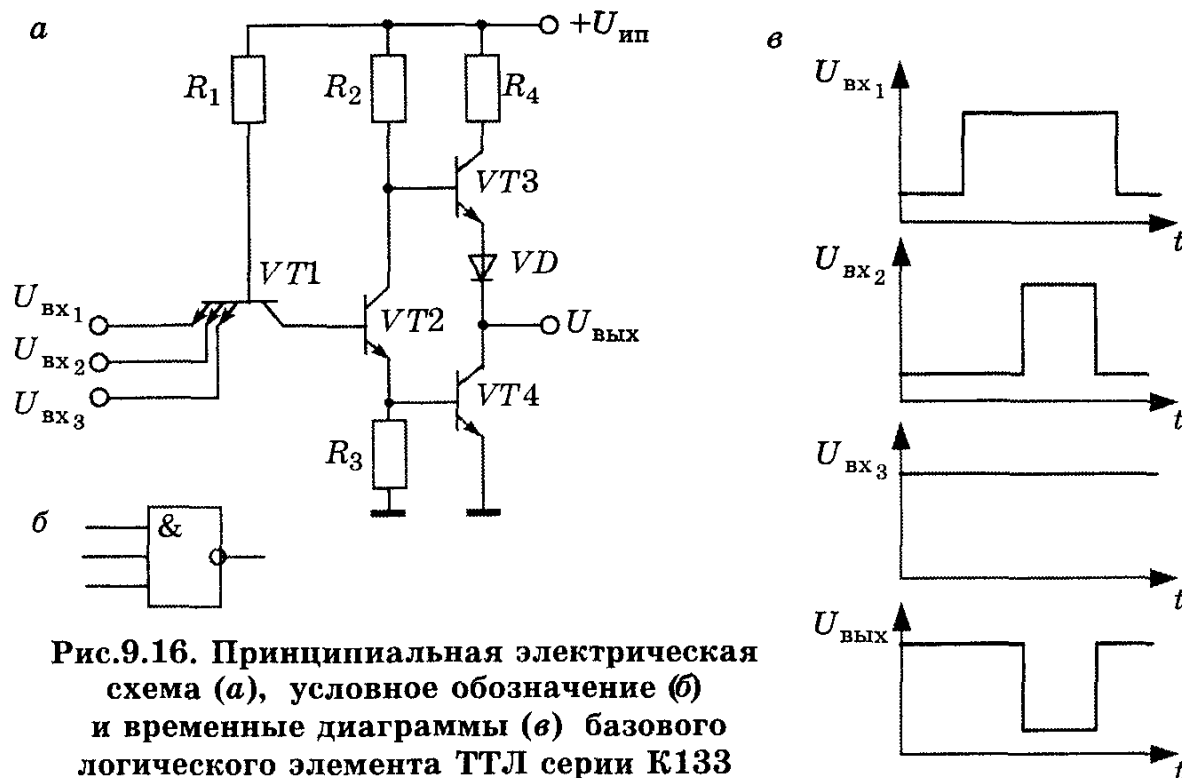 а
+Uип
R1
R2
R4
VT3
VD
VT1
Uвх1
VT2
Uвых
Uвх2
VT4
Uвх3
R3
б
&
Рис.9.16. Принципиальная электрическая
схема (а), условное обозначение (б)
и временные диаграммы (в) базового
логического элемента ТТЛ серии К133
в
Uвх1
t
Uвх2
t
Uвх3
t
Uвых
t